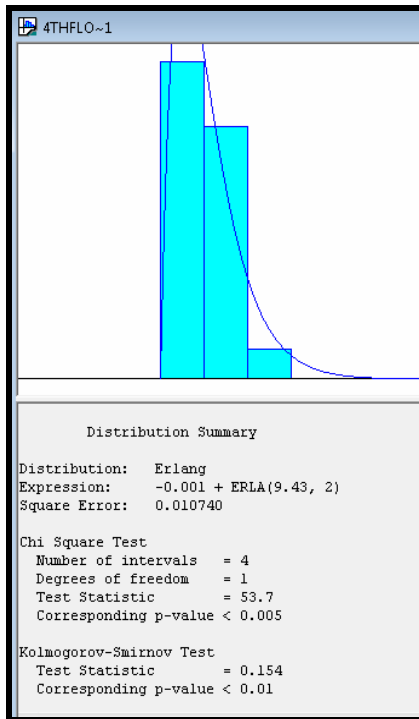 4THFLO~1
Distribution Summary
Distribution: Erlang
Expression: -0.001 + ERLA(9.43, 2)
Square Error: 0.010740
Chi Square Test
Number of intervals = 4
Degrees of freedom = 1
Test Statistic = 53.7
Corresponding p-value < 0.005
Kolmogorov-Smirnov Test
Test Statistic = 0.154
Corresponding p-value < 0.01